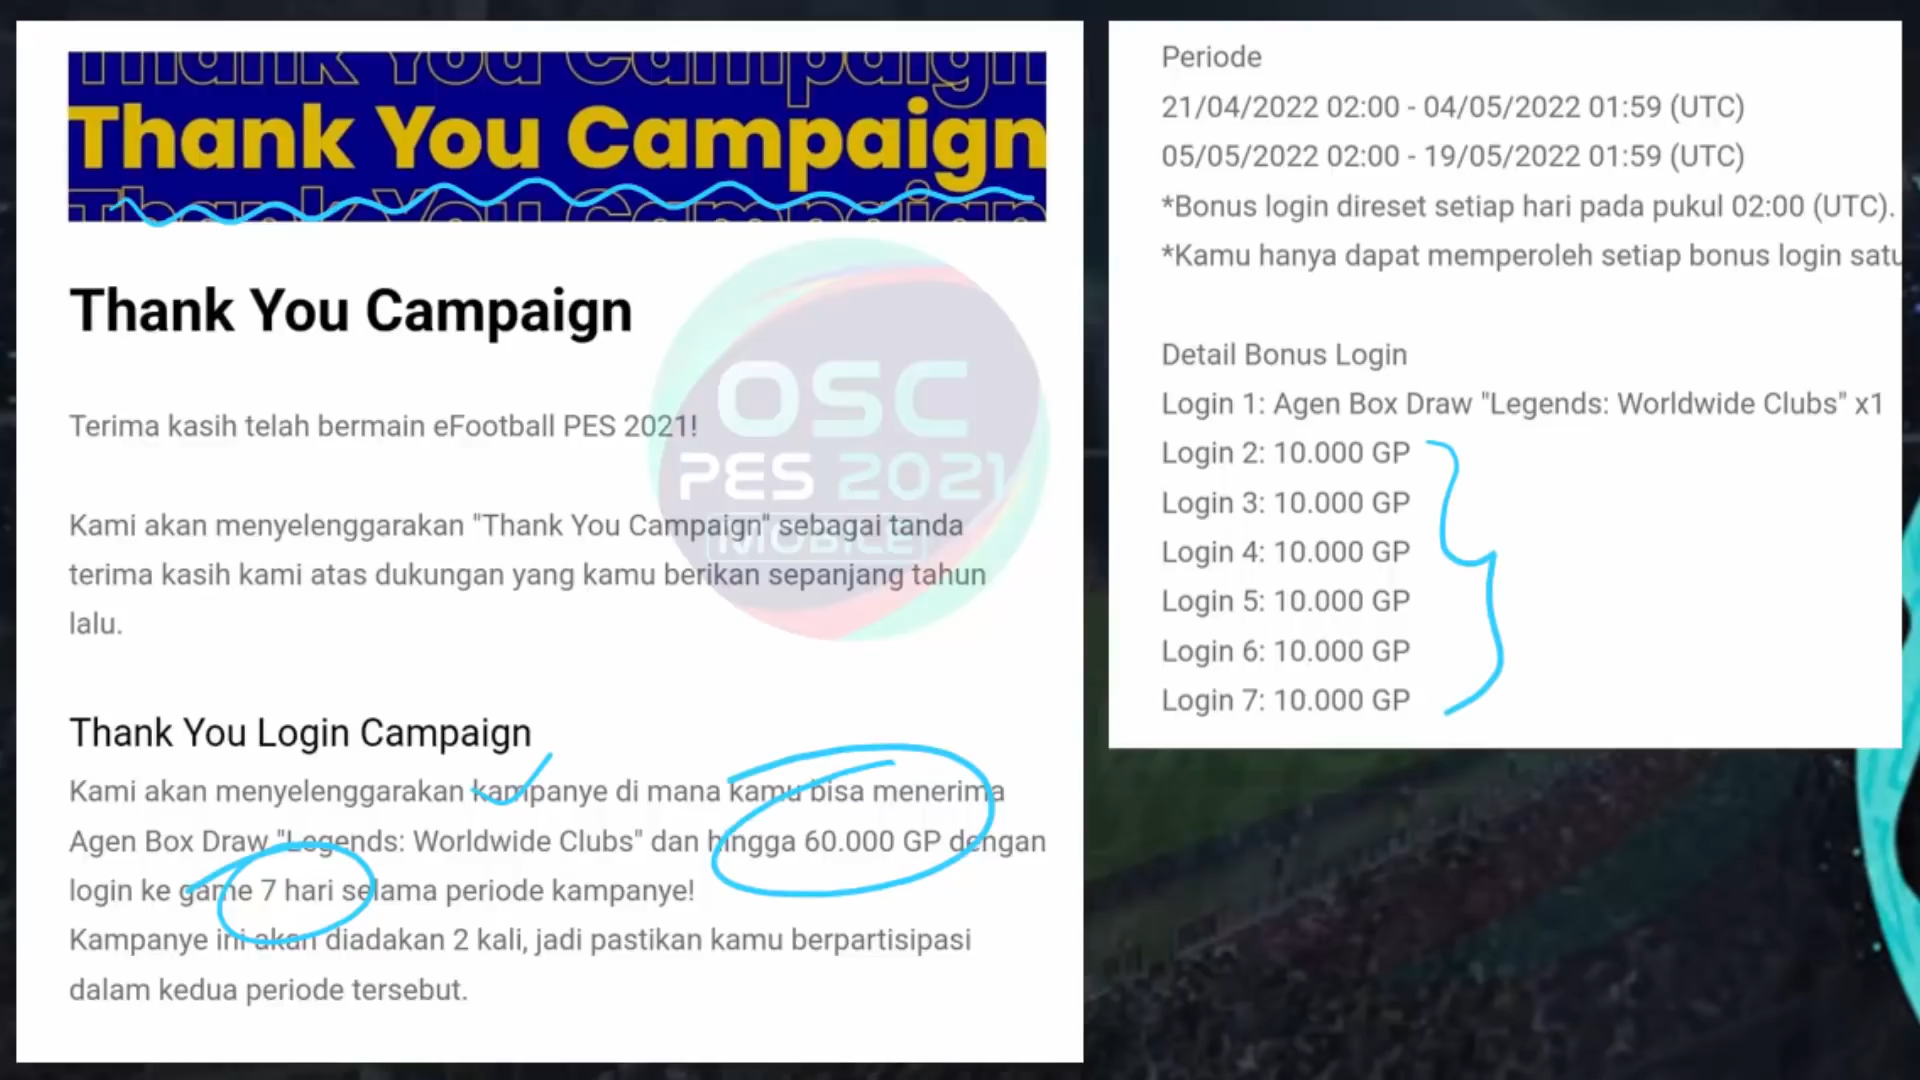 Thank You Campaign
Thank You Campaign
Thank You Campaign
Thank You Campaign
OSC
PES 2021
MOBILE
Terima kasih telah bermain eFootball PES 2021!
Kami akan menyelenggarakan "Thank You Campaign" sebagai tanda
terima kasih kami atas dukungan yang kamu berikan sepanjang tahun
lalu.
Thank You Login Campaign
Kami akan menyelenggarakan kampanye di mana kamu bisa menerima
Agen Box Draw "Legends: Worldwide Clubs" dan hingga 60.000 GP dengan
login ke game 7 hari selama periode kampanye!
Kampanye ini akan diadakan 2 kali, jadi pastikan kamu berpartisipasi
dalam kedua periode tersebut.
Periode
21/04/2022 02:00 - 04/05/2022 01:59 (UTC)
05/05/2022 02:00 - 19/05/2022 01:59 (UTC)
*Bonus login direset setiap hari pada pukul 02:00 (UTC).
*Kamu hanya dapat memperoleh setiap bonus login satu
Detail Bonus Login
Login 1: Agen Box Draw "Legends: Worldwide Clubs" x1
Login 2: 10.000 GP
Login 3: 10.000 GP
Login 4: 10.000 GP
Login 5: 10.000 GP
Login 6: 10.000 GP
Login 7: 10.000 GP